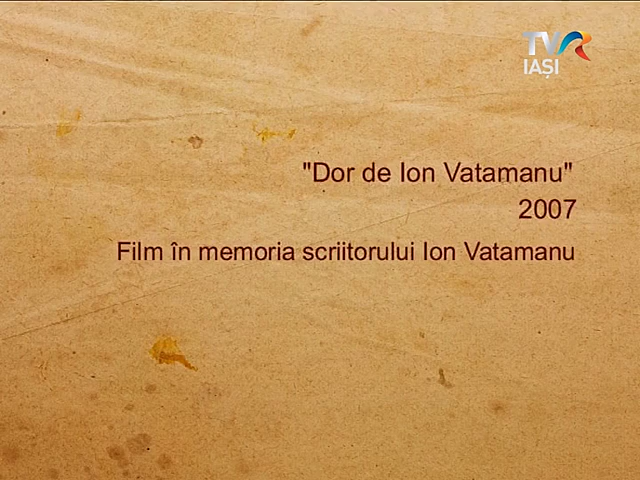 TVR
IAȘI
"Dor de Ion Vatamanu"
2007
Film în memoria scriitorului Ion Vatamanu